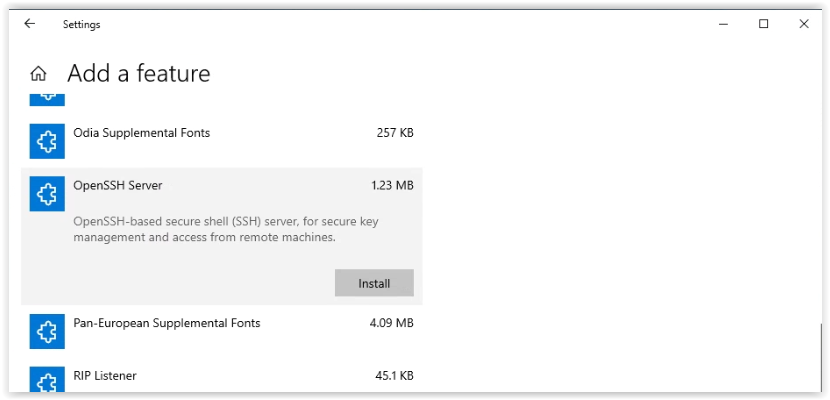 Settings
Add a feature
Odia Supplemental Fonts 257 KB
OpenSSH Server 1.23 MB
OpenSSH-based secure shell (SSH) server, for secure key
management and access from remote machines.
Install
Pan-European Supplemental Fonts 4.09 MB
RIP Listener 45.1 KB